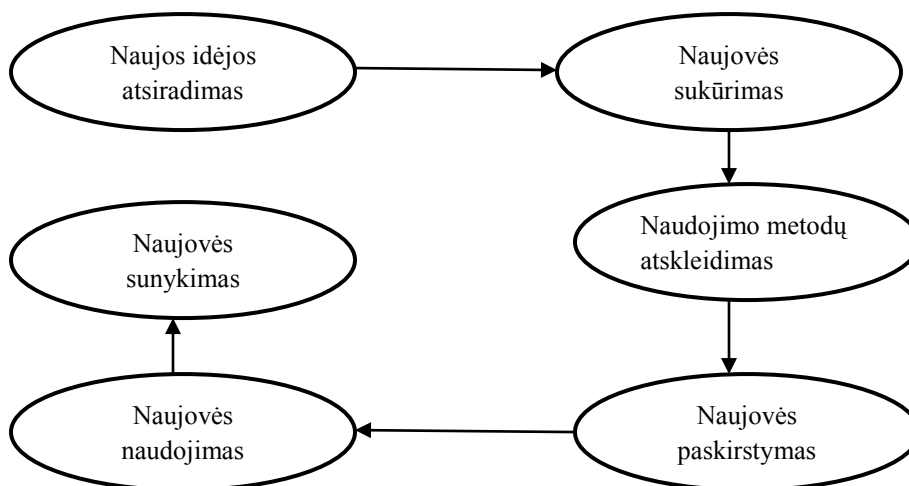 Naujos idėjos
atsiradimas
Naujovės
sukūrimas
Naudojimo metodų
atskleidimas
Naujovės
paskirstymas
Naujovės
naudojimas
Naujovės
sunykimas